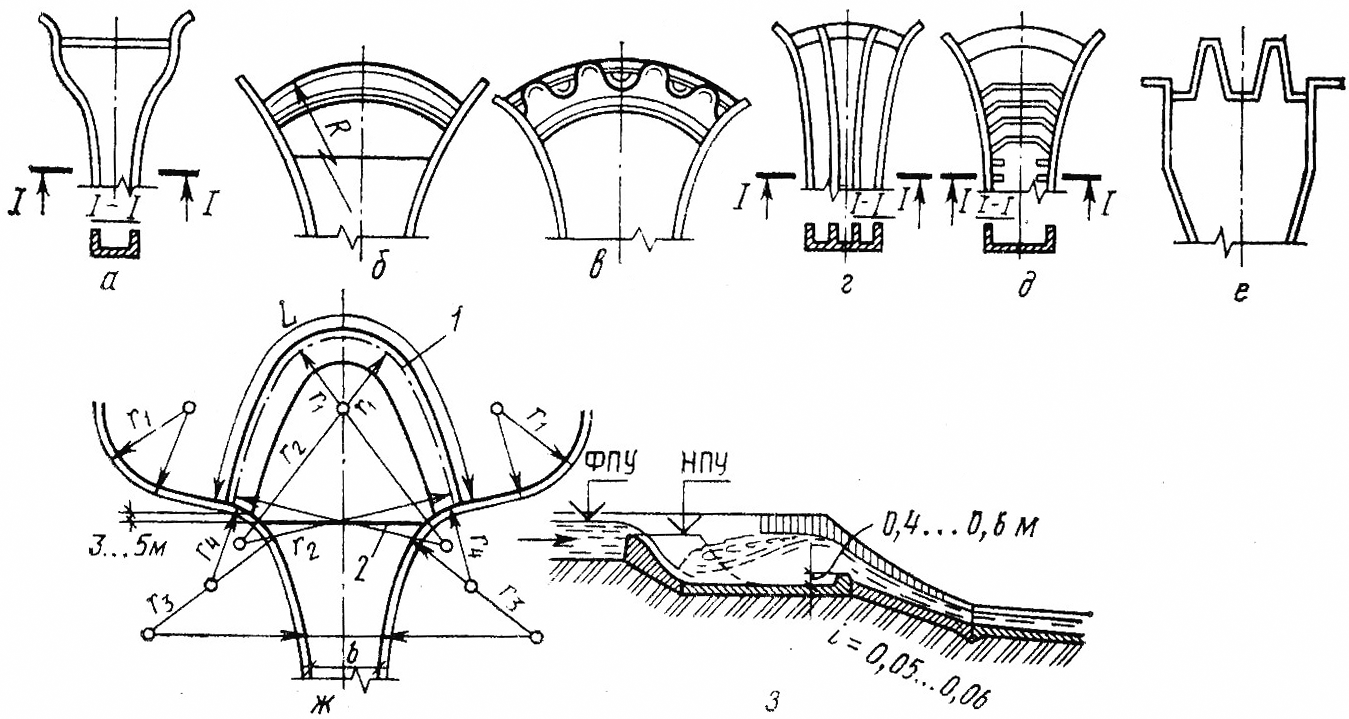 I I
I-I
а
R
б
в
I I
I-I
г
I I
I-I
д
е
L
1
r1
r1 r1
r1
r2
3...5м
r4
r2
2
r4
r3
r3
в
ж
ФПУ НПУ
0,4...0,6 м
i = 0,05...0,06
з